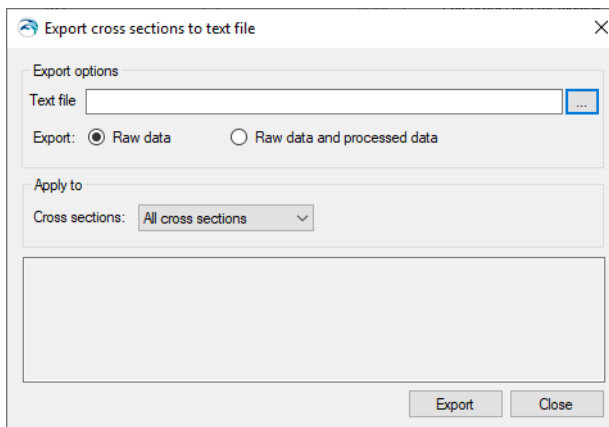 Export cross sections to text file
Export options
Text file ...
Export: Raw data Raw data and processed data
Apply to
Cross sections: All cross sections
Export Close